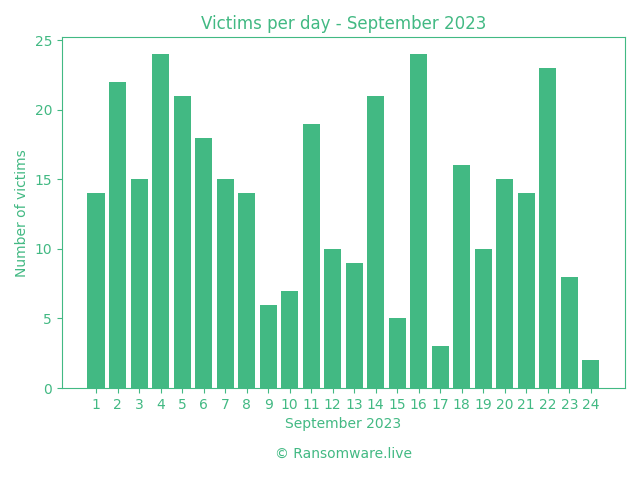 Victims per day - September 2023
25
20
15
10
5
0
Number of victims
1 2 3 4 5 6 7 8 9 10 11 12 13 14 15 16 17 18 19 20 21 22 23 24
September 2023
© Ransomware.live